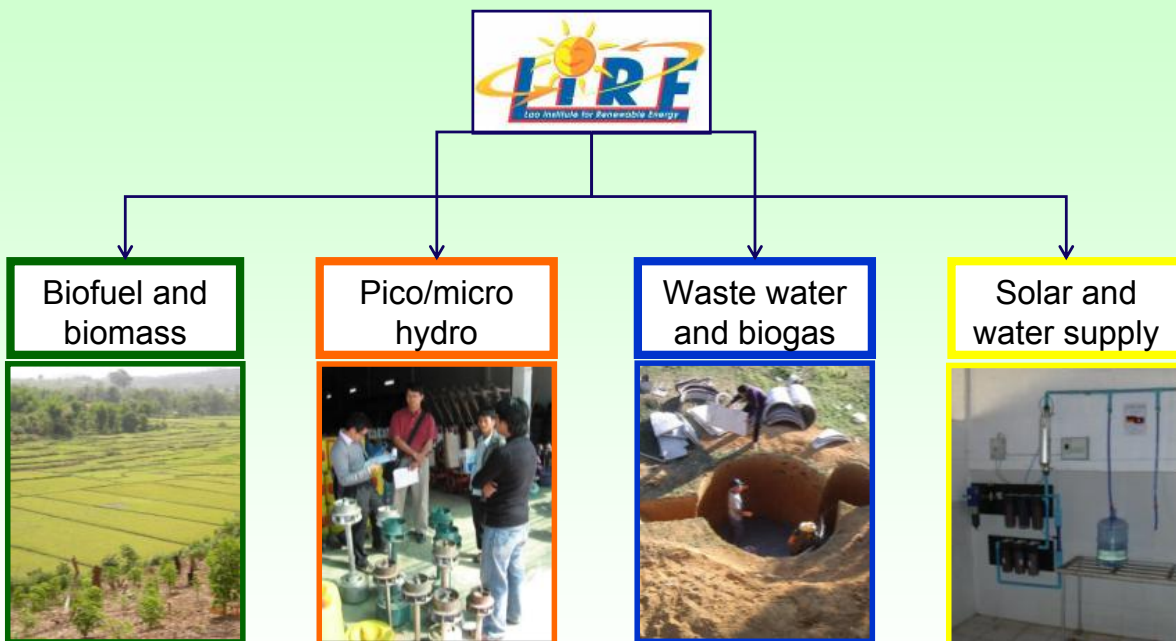 LIRE
Lao Institute for Renewable Energy
Biofuel and
biomass
Pico/micro
hydro
Waste water
and biogas
Solar and
water supply